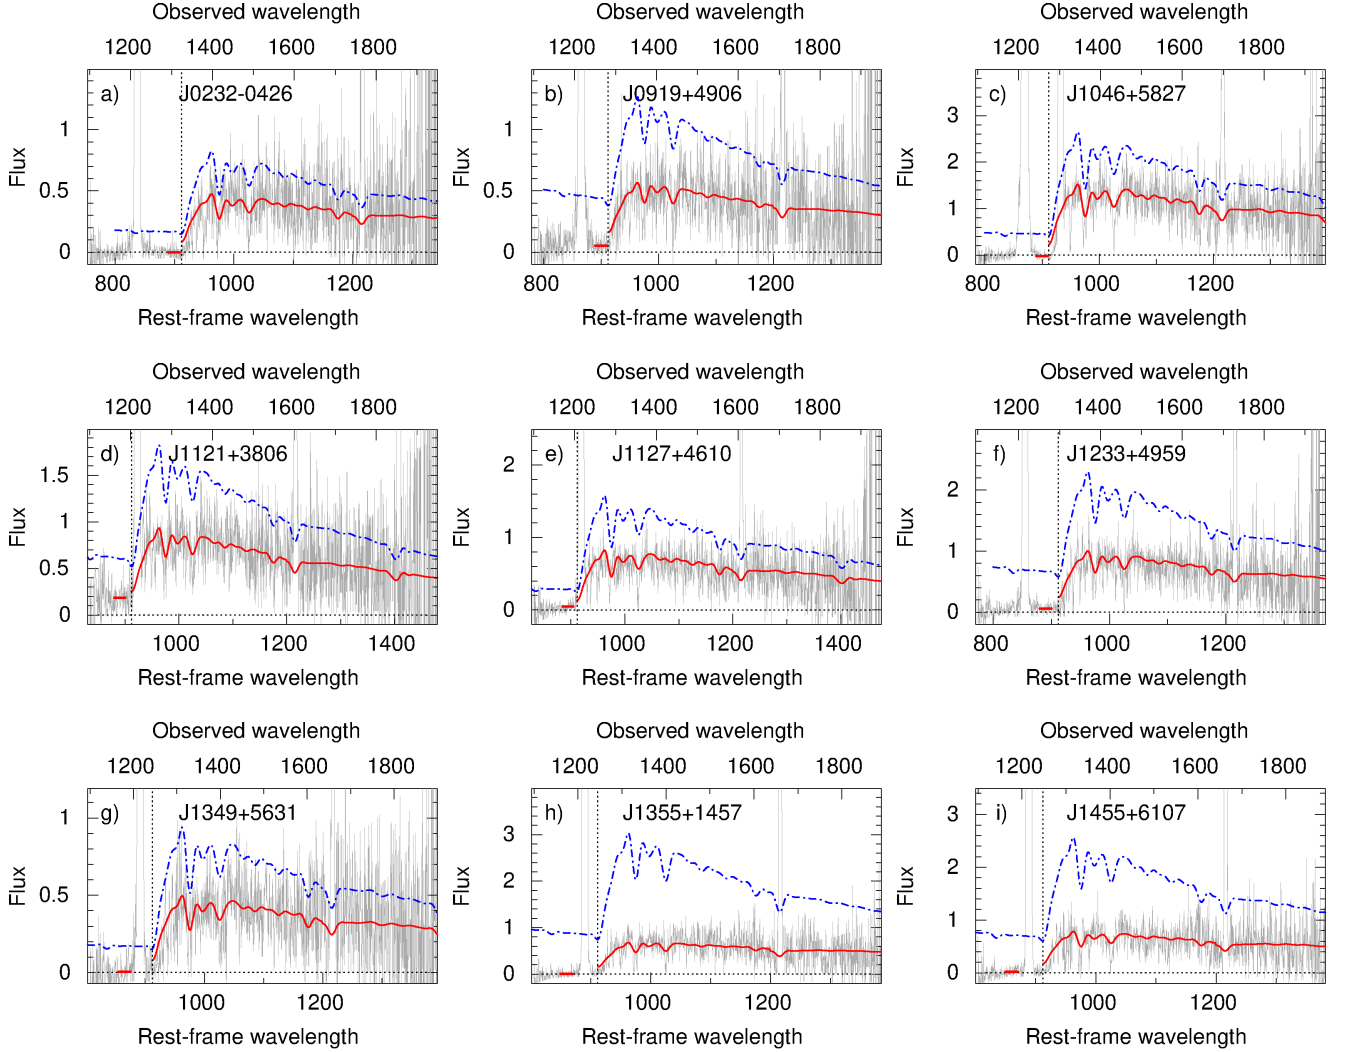 Observed wavelength Observed wavelength Observed wavelength
1200 1400 1600 1800 1200 1400 1600 1800 1200 1400 1600 1800
a) J0232-0426 b) J0919+4906 c) J1046+5827
Flux 1 0.5 0 Flux 1 0.5 0 Flux 3 2 1 0
800 1000 1200 800 1000 1200 800 1000 1200
Rest-frame wavelength Rest-frame wavelength Rest-frame wavelength
Observed wavelength Observed wavelength Observed wavelength
1200 1400 1600 1800 1200 1400 1600 1800 1200 1400 1600 1800
d) J1121+3806 e) J1127+4610 f) J1233+4959
Flux 1.5 1 0.5 0 Flux 2 1 0 Flux 2 1 0
1000 1200 1400 1000 1200 1400 800 1000 1200
Rest-frame wavelength Rest-frame wavelength Rest-frame wavelength
Observed wavelength Observed wavelength Observed wavelength
1200 1400 1600 1800 1200 1400 1600 1800 1200 1400 1600 1800
g) J1349+5631 h) J1355+1457 i) J1455+6107
Flux 1 0.5 0 Flux 3 2 1 0 Flux 3 2 1 0
1000 1200 1000 1200 1000 1200
Rest-frame wavelength Rest-frame wavelength Rest-frame wavelength